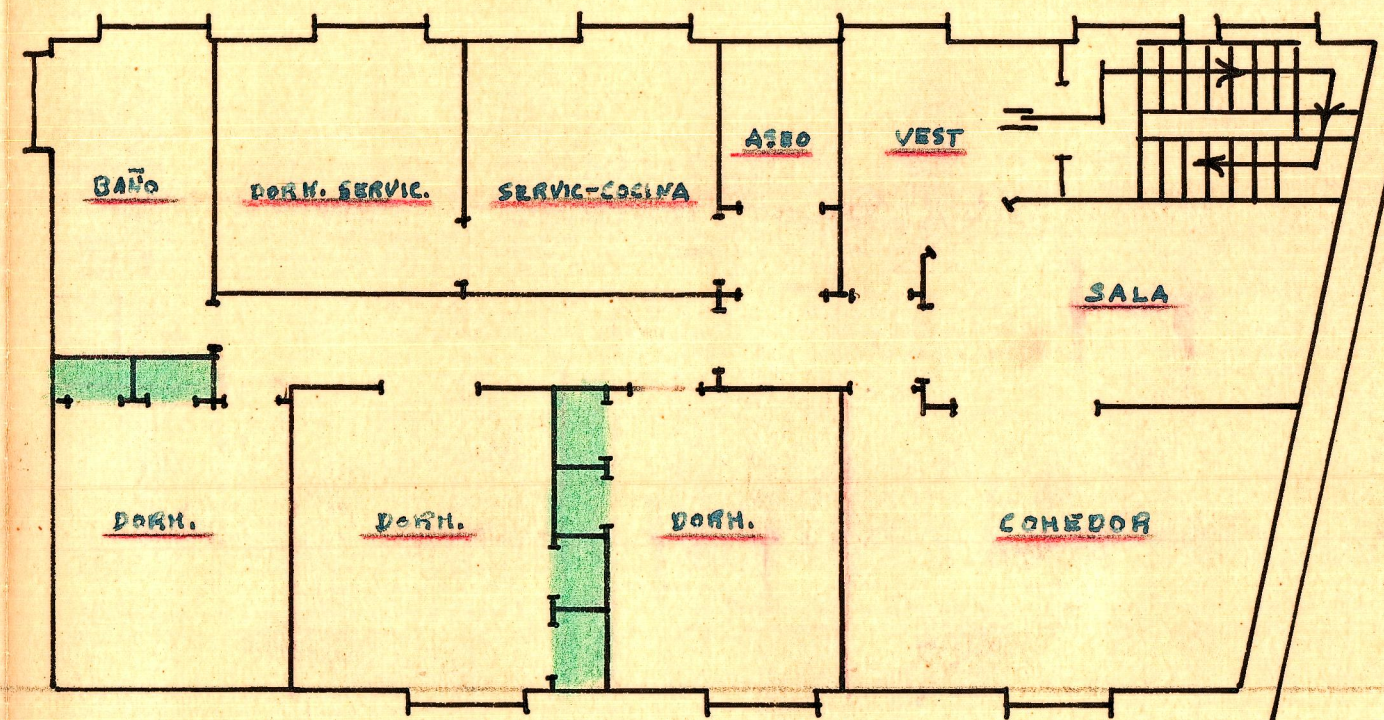 ASEO
VEST
BAÑO
DORM. SERVIC.
SERVIC-COCINA
SALA
DORM.
DORM.
DORM.
COMEDOR